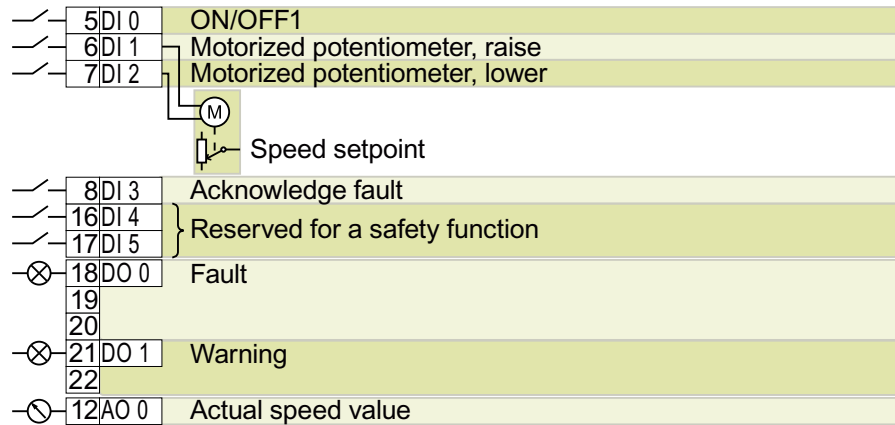 5 DI 0 ON/OFF1
6 DI 1 Motorized potentiometer, raise
7 DI 2 Motorized potentiometer, lower
M
Speed setpoint
8 DI 3 Acknowledge fault
16 DI 4
Reserved for a safety function
17 DI 5
18 DO 0 Fault
19
20
21 DO 1 Warning
22
12 AO 0 Actual speed value